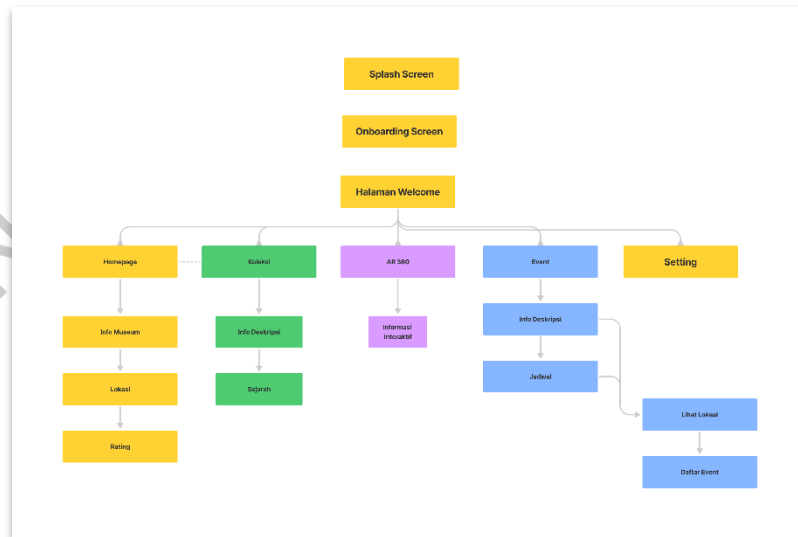 Splash Screen
Onboarding Screen
Halaman Welcome
Homepage
Koleksi
AR 360
Event
Setting
Info Museum
Info Deskripsi
Informasi
Interaktif
Info Deskripsi
Lokasi
Sejarah
Jadwal
Lihat Lokasi
Rating
Daftar Event